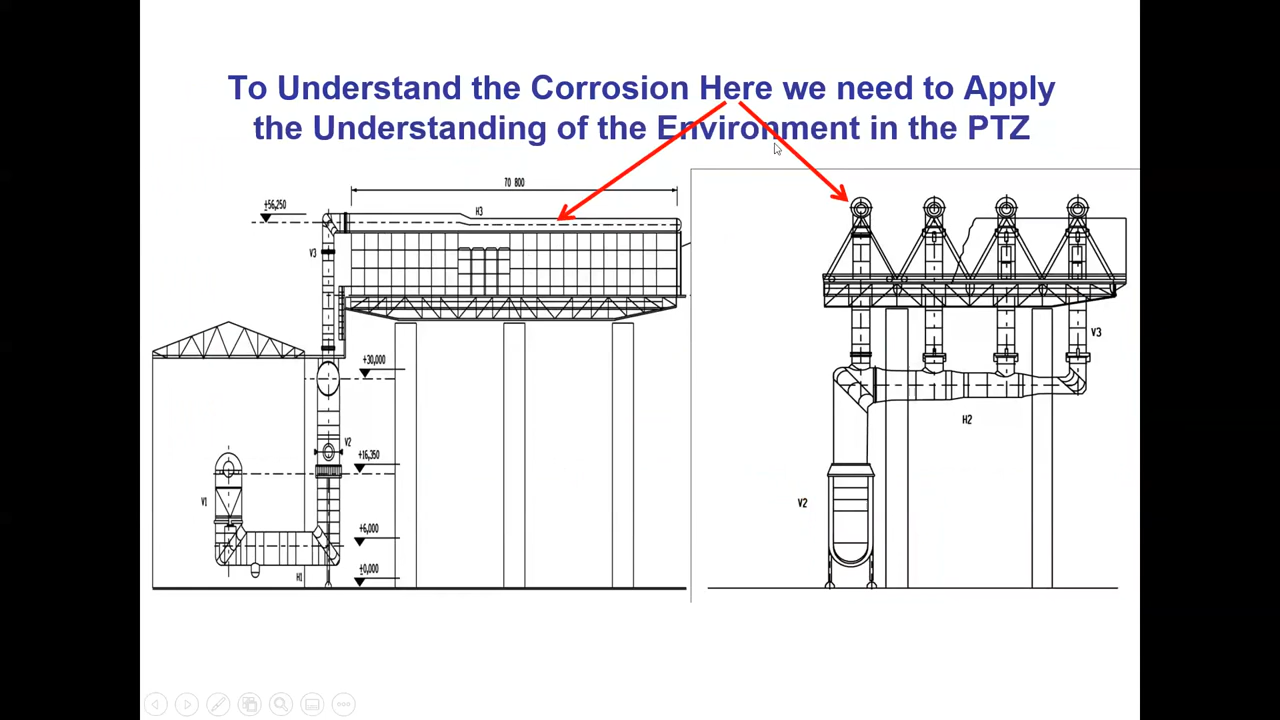 To Understand the Corrosion Here we need to Apply
the Understanding of the Environment in the PTZ
70 800
±56,250
H3
V3
±30,000
V2
±16,350
V1
±6,000
±0,000
H1
V3
H2
V2